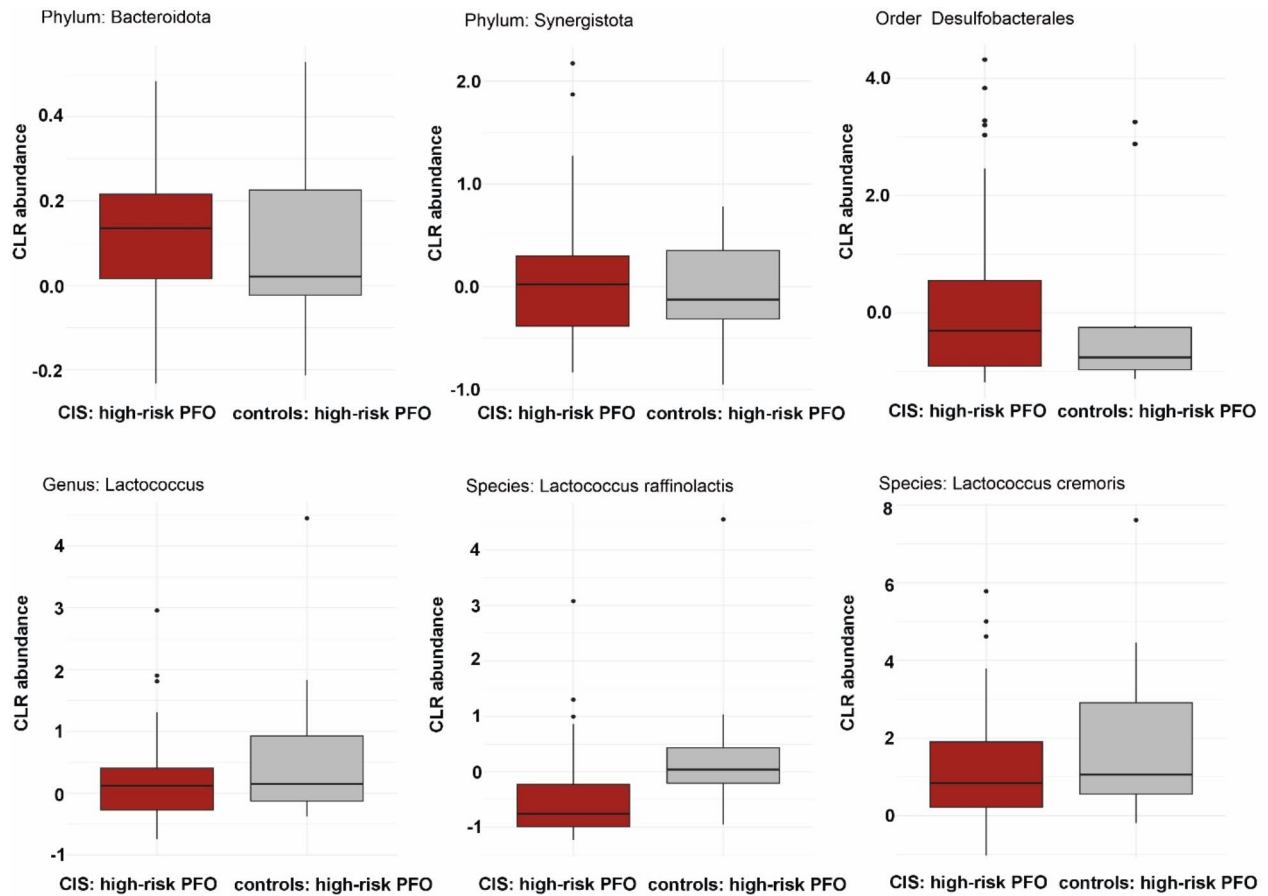 Phylum: Bacteroidota
CLR abundance
0.4
0.2
0.0
-0.2
CIS: high-risk PFO controls: high-risk PFO
Phylum: Synergistota
CLR abundance
2.0
1.0
0.0
-1.0
CIS: high-risk PFO controls: high-risk PFO
Order Desulfobacterales
CLR abundance
4.0
2.0
0.0
CIS: high-risk PFO controls: high-risk PFO
Genus: Lactococcus
CLR abundance
4
3
2
1
0
-1
CIS: high-risk PFO controls: high-risk PFO
Species: Lactococcus raffinolactis
CLR abundance
4
3
2
1
0
-1
CIS: high-risk PFO controls: high-risk PFO
Species: Lactococcus cremoris
CLR abundance
8
6
4
2
0
CIS: high-risk PFO controls: high-risk PFO